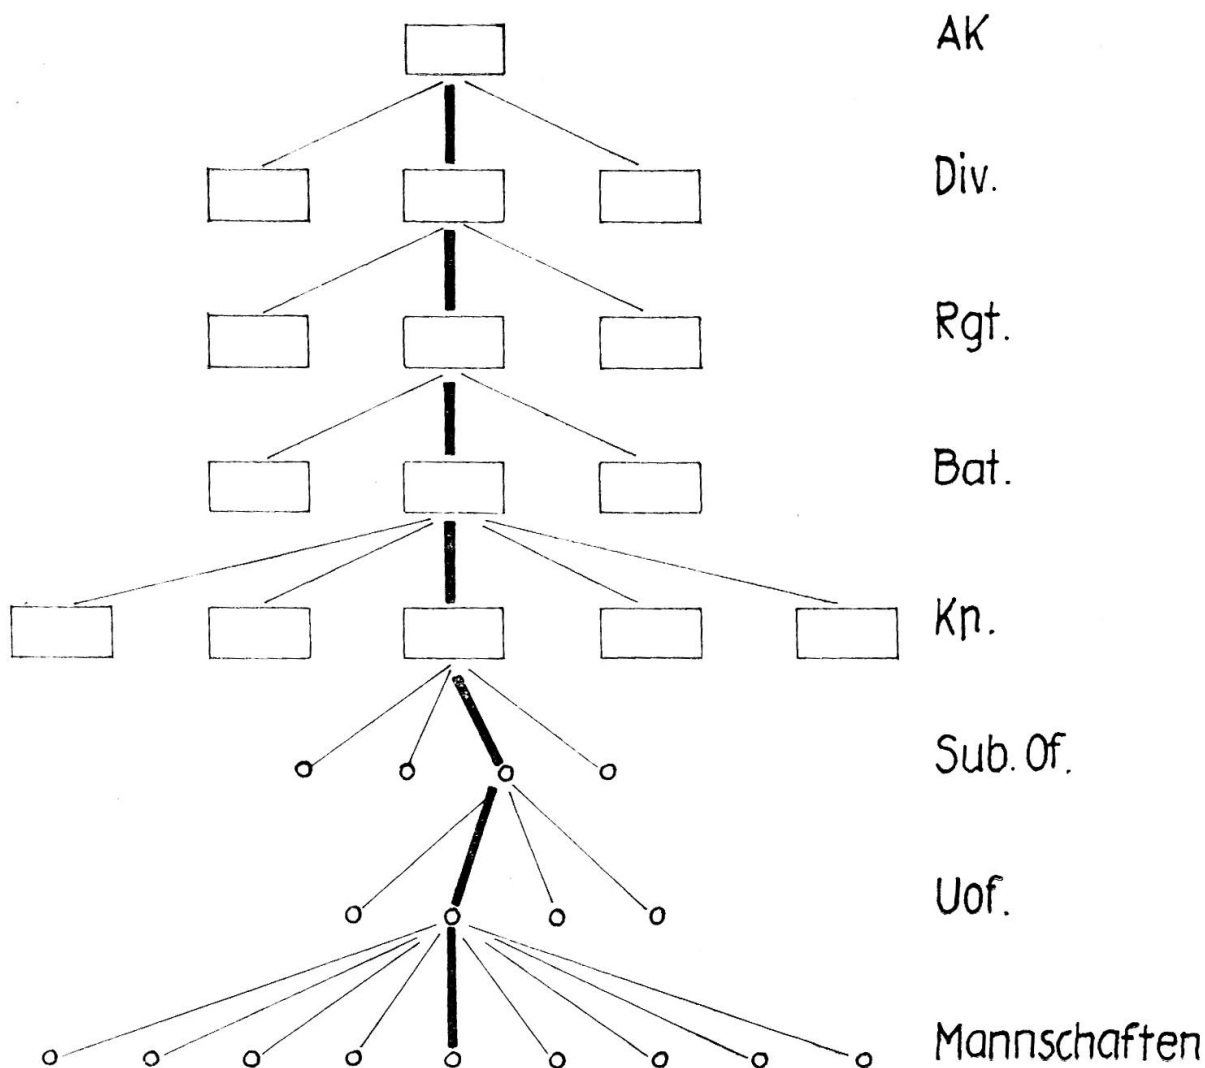 AK
Div.
Rgt.
Bat.
Kp.
Sub. Of.
Uof.
Mannschaften